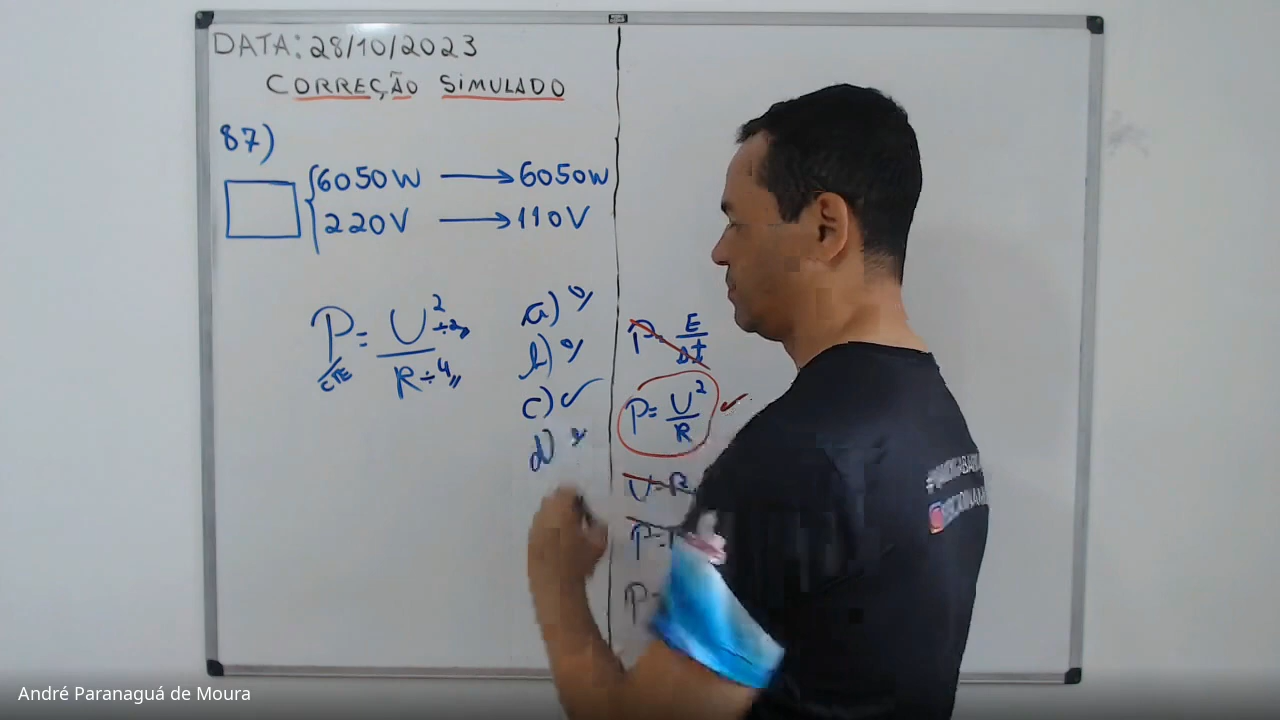 DATA: 28/10/2023
CORREÇÃO SIMULADO
87)
6050W → 6050W
220V → 110V
P = U² ÷2
CTE R ÷4
a)
b)
c) ✓
d)
P = E
Δt
P = U² ✓
R
U = R
P =
P =
André Paranaguá de Moura